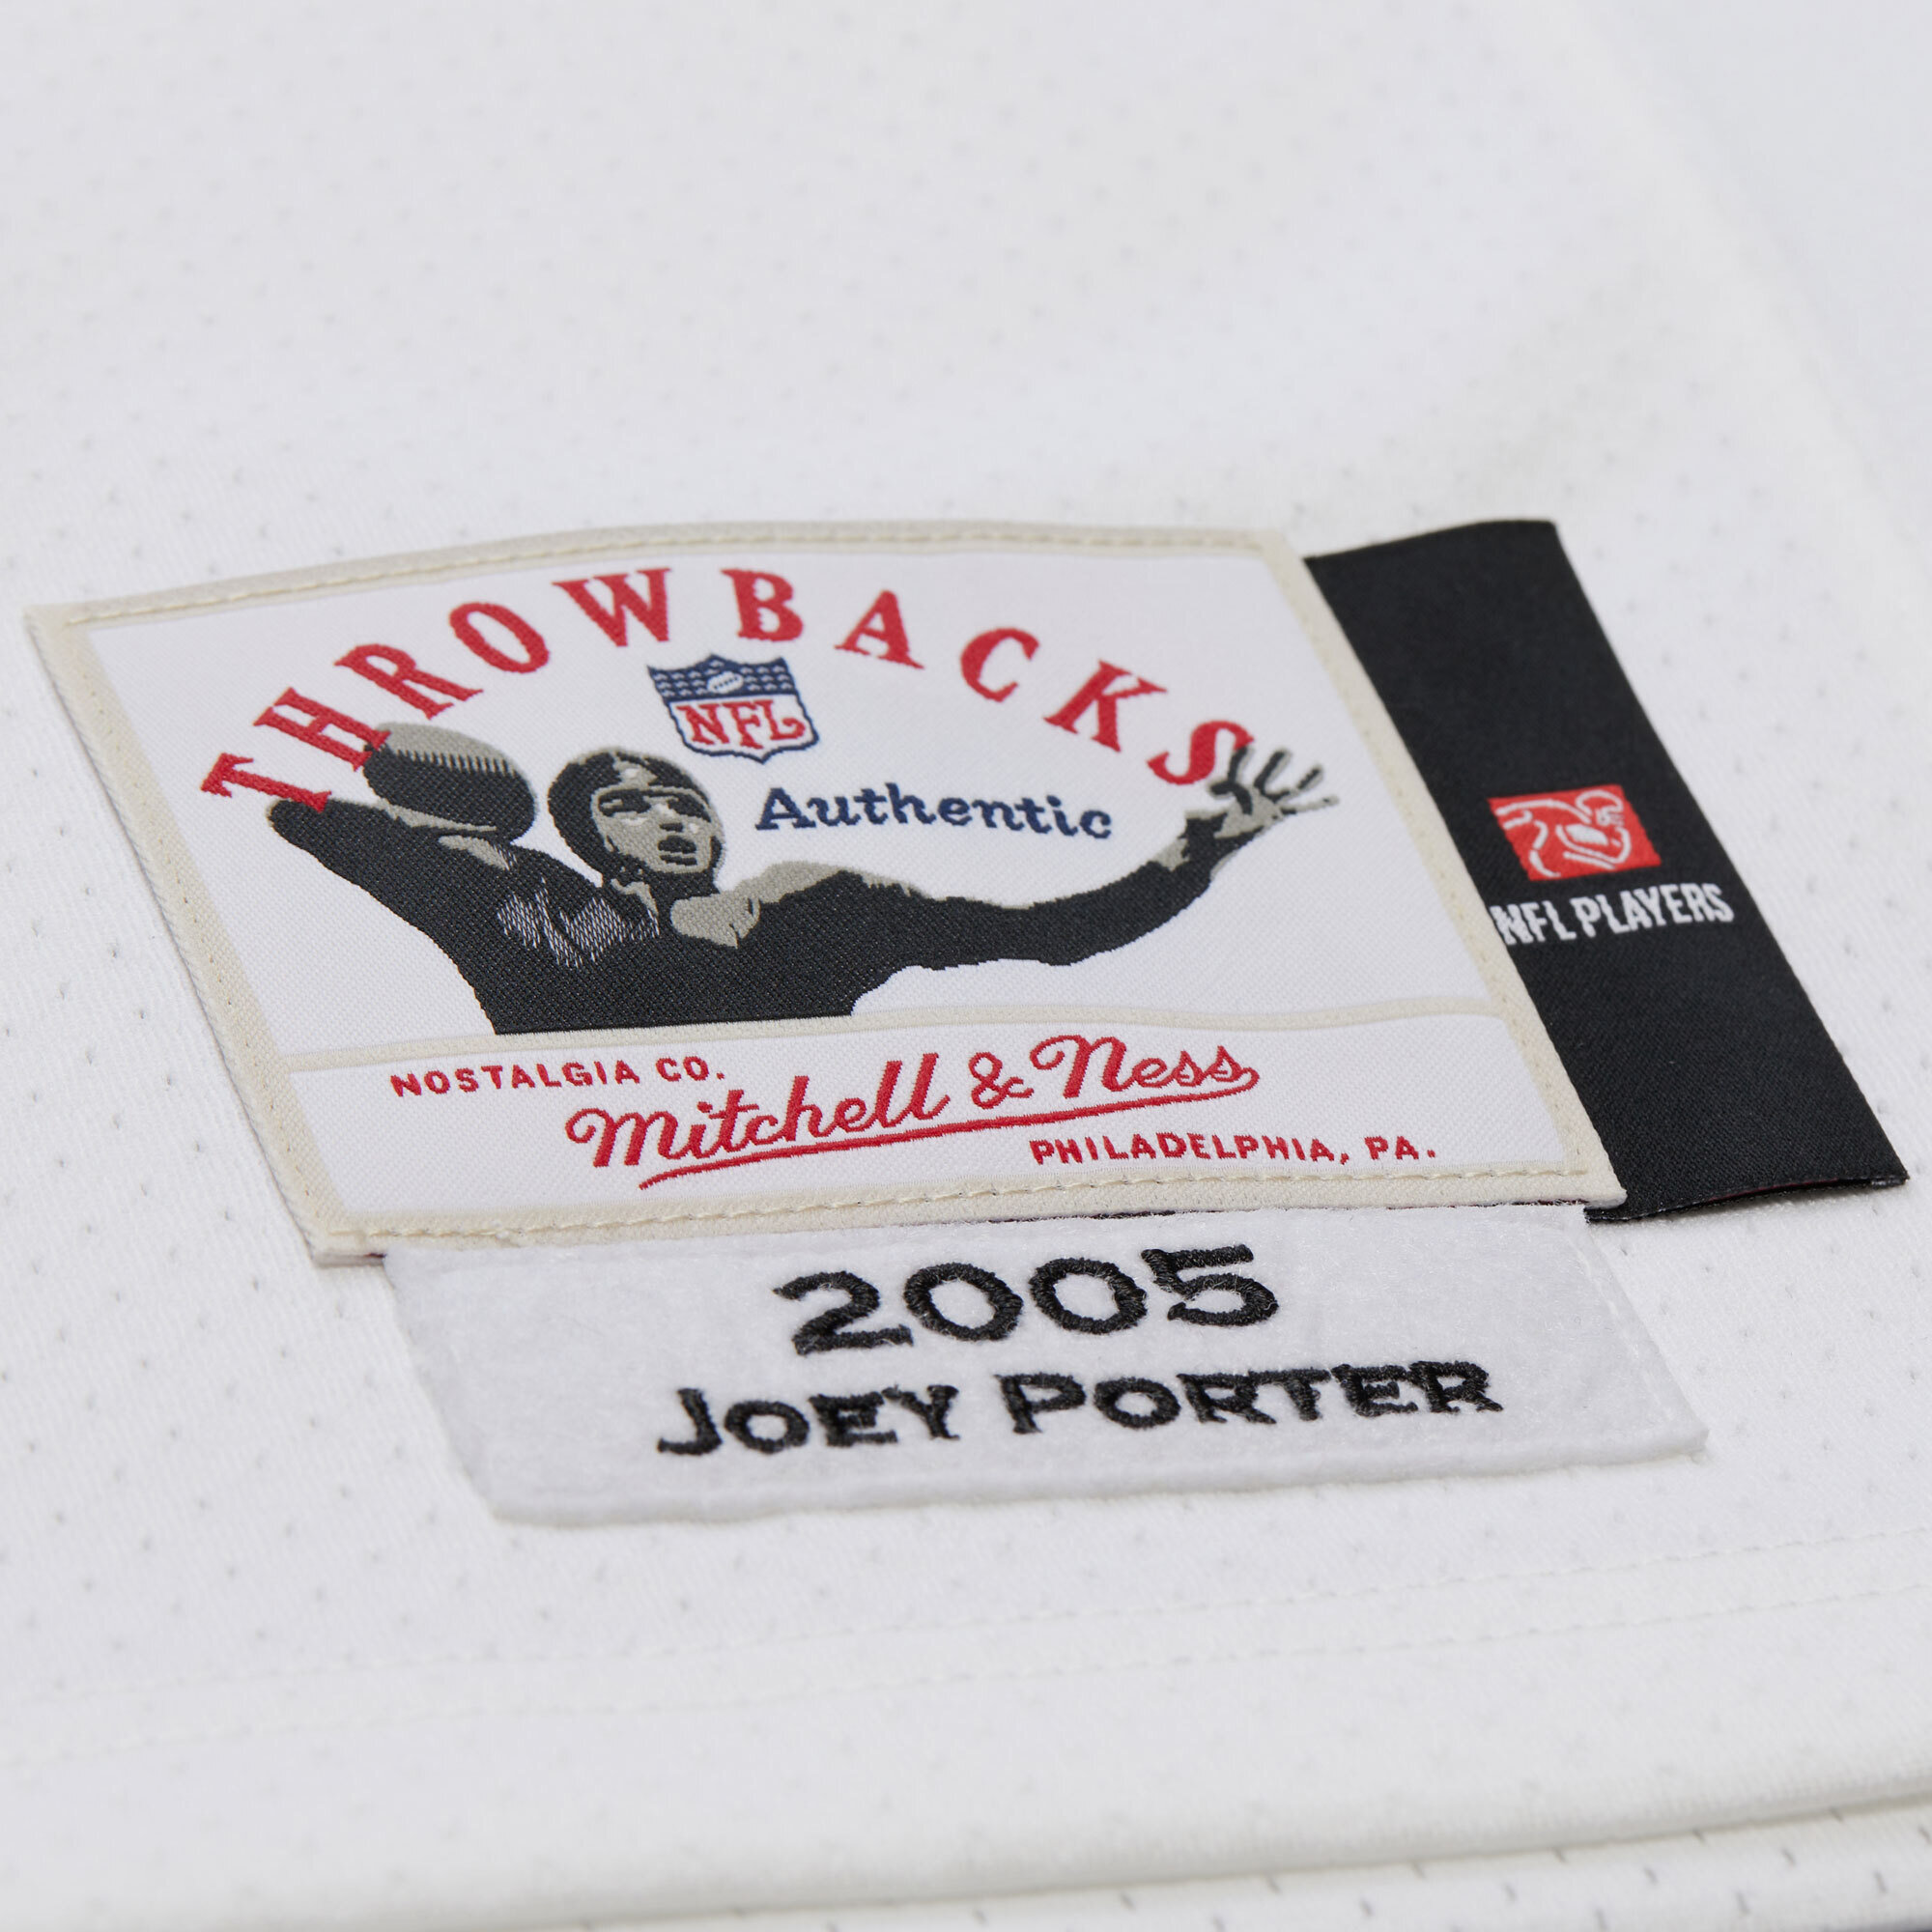 THROWBACKS
NFL
Authentic
NFL PLAYERS
NOSTALGIA CO.
Mitchell & Ness
PHILADELPHIA, PA.
2005
JOEY PORTER